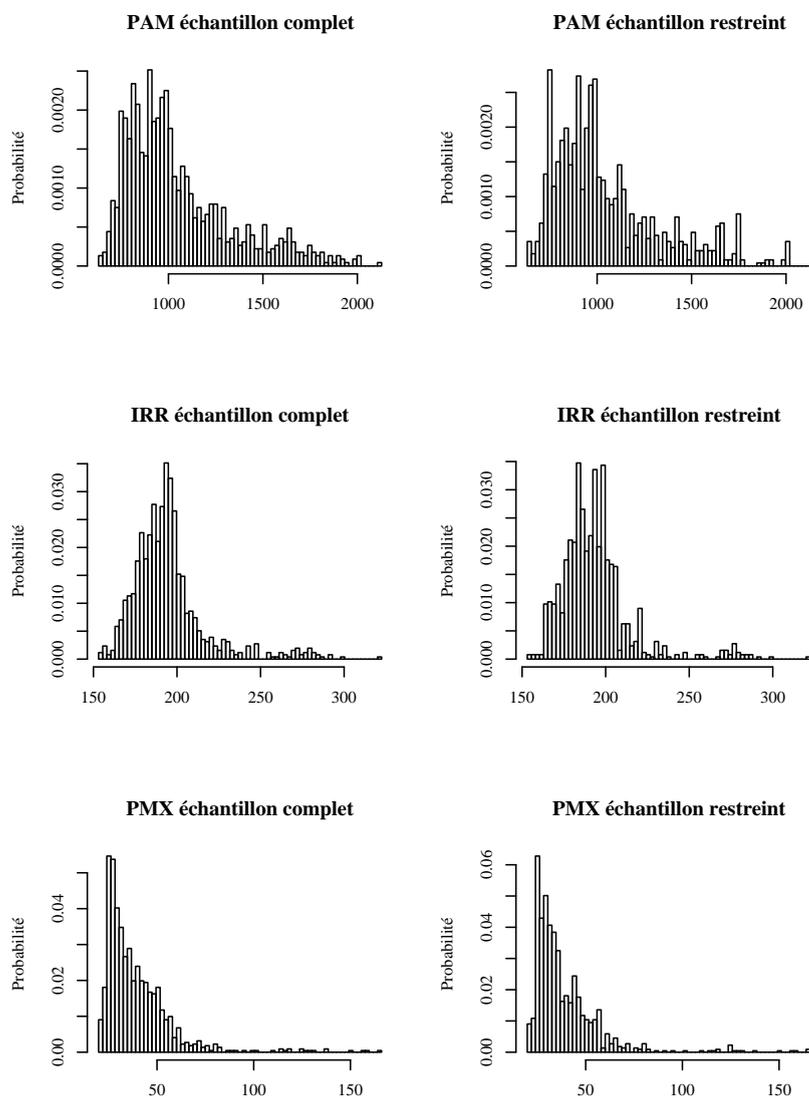 PAM échantillon complet
Probabilité
0.0000 0.0010 0.0020
1000 1500 2000
PAM échantillon restreint
Probabilité
0.0000 0.0010 0.0020
1000 1500 2000
IRR échantillon complet
Probabilité
0.000 0.010 0.020 0.030
150 200 250 300
IRR échantillon restreint
Probabilité
0.000 0.010 0.020 0.030
150 200 250 300
PMX échantillon complet
Probabilité
0.00 0.02 0.04
50 100 150
PMX échantillon restreint
Probabilité
0.00 0.02 0.04 0.06
50 100 150